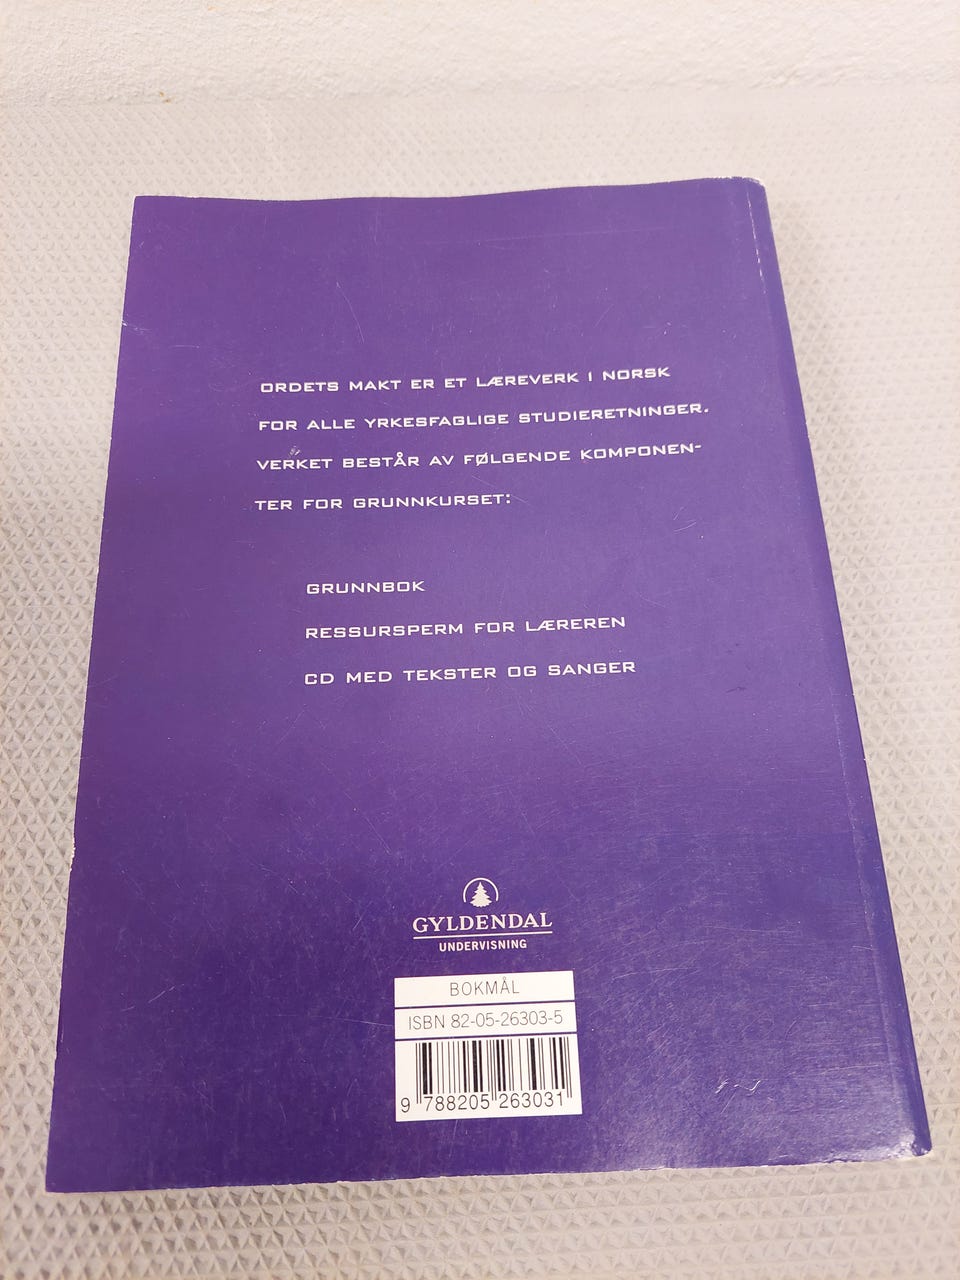 ORDETS MAKT ER ET LÆREVERK I NORSK
FOR ALLE YRKESFAGLIGE STUDIERETNINGER.
VERKET BESTÅR AV FØLGENDE KOMPONEN-
TER FOR GRUNNKURSET:
GRUNNBOK
RESSURSPERM FOR LÆREREN
CD MED TEKSTER OG SANGER
GYLDENDAL
UNDERVISNING
BOKMÅL
ISBN 82-05-26303-5
9 788205 263031